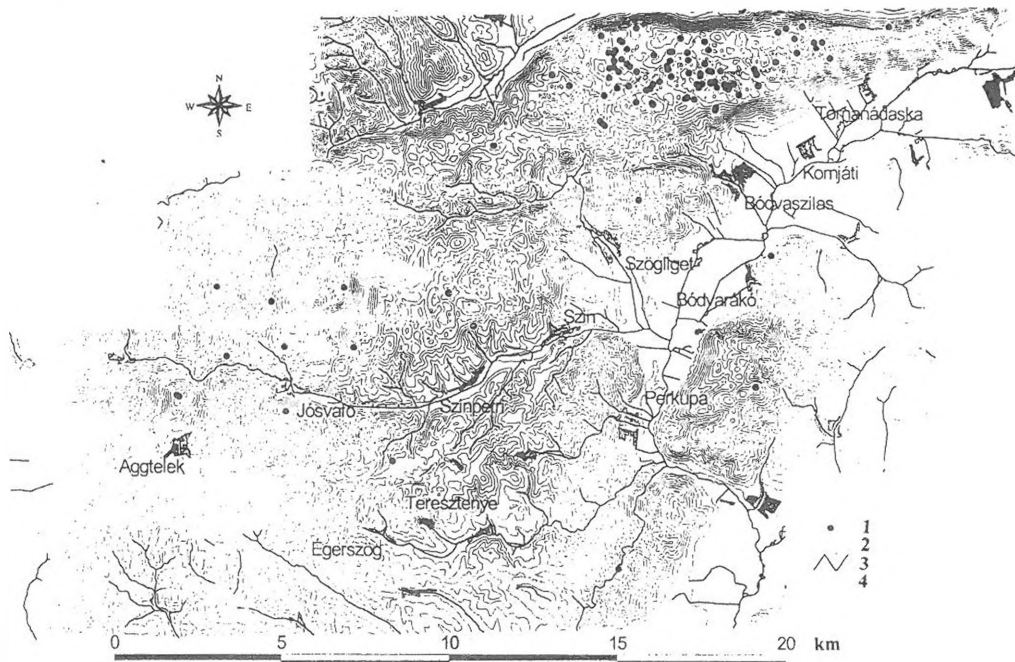 N
W E
S
Tornanádaska
Komjáti
Bódvaszilas
Szögliget
Bódvarákó
Szin
Perkupa
Jósvafő
Szinpetri
Aggtelek
Teresztenye
Égerszög
1
2
3
4
0 5 10 15 20 km